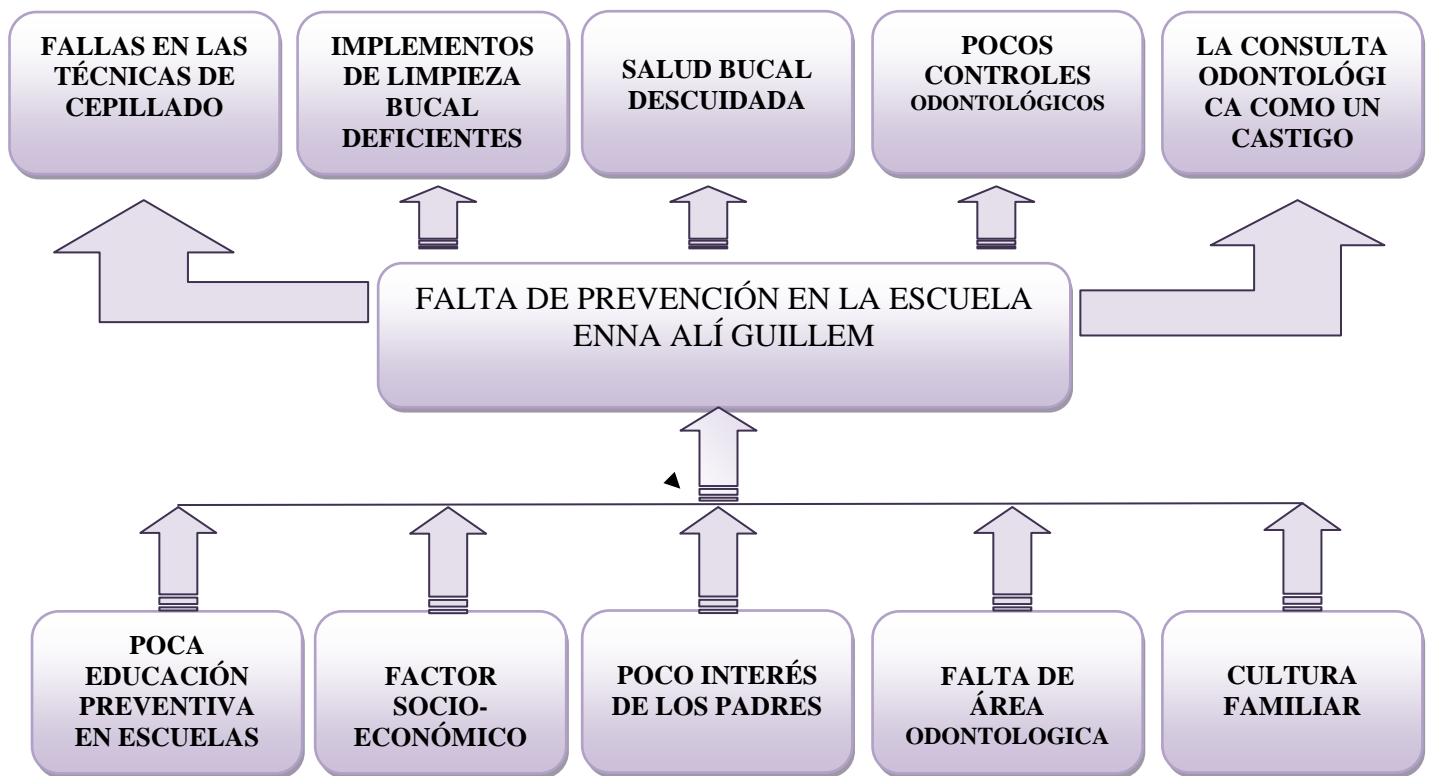 FALLAS EN LAS
TÉCNICAS DE
CEPILLADO
IMPLEMENTOS
DE LIMPIEZA
BUCAL
DEFICIENTES
SALUD BUCAL
DESCUIDADA
POCOS
CONTROLES
ODONTOLÓGICOS
LA CONSULTA
ODONTOLÓGI
CA COMO UN
CASTIGO
FALTA DE PREVENCIÓN EN LA ESCUELA
ENNA ALÍ GUILLEM
POCA
EDUCACIÓN
PREVENTIVA
EN ESCUELAS
FACTOR
SOCIO-
ECONÓMICO
POCO INTERÉS
DE LOS PADRES
FALTA DE
ÁREA
ODONTOLOGICA
CULTURA
FAMILIAR